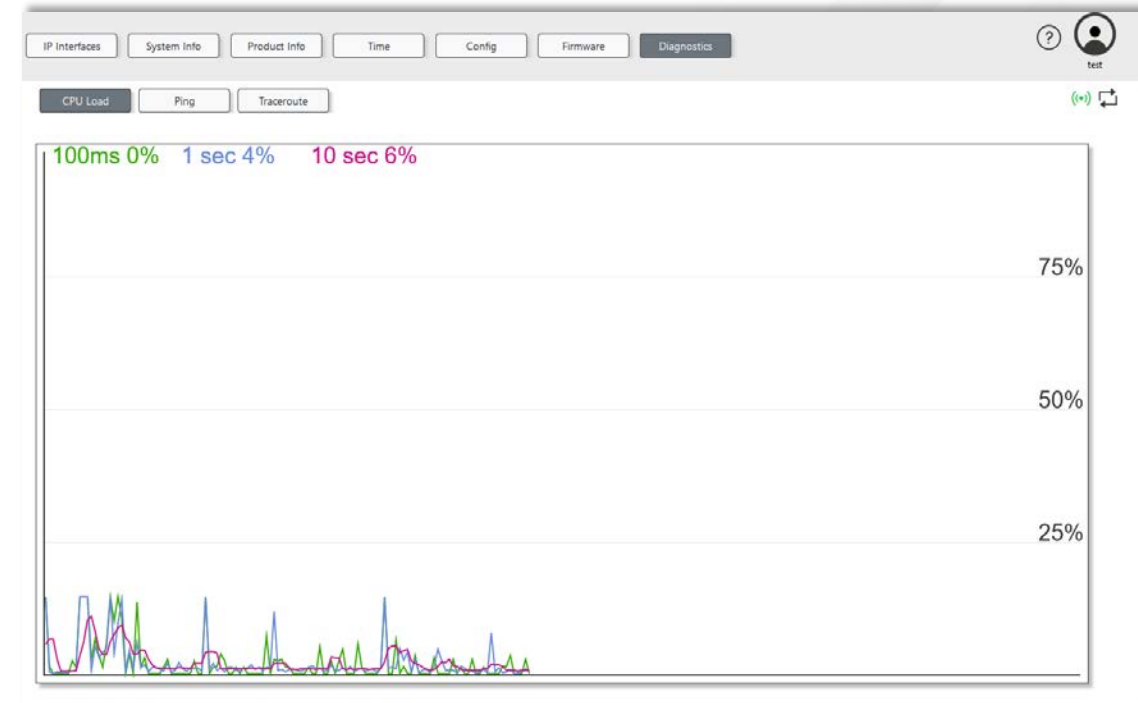 IP Interfaces System Info Product Info Time Config Firmware Diagnostics ?
test
CPU Load Ping Traceroute
100ms 0% 1 sec 4% 10 sec 6%
75%
50%
25%